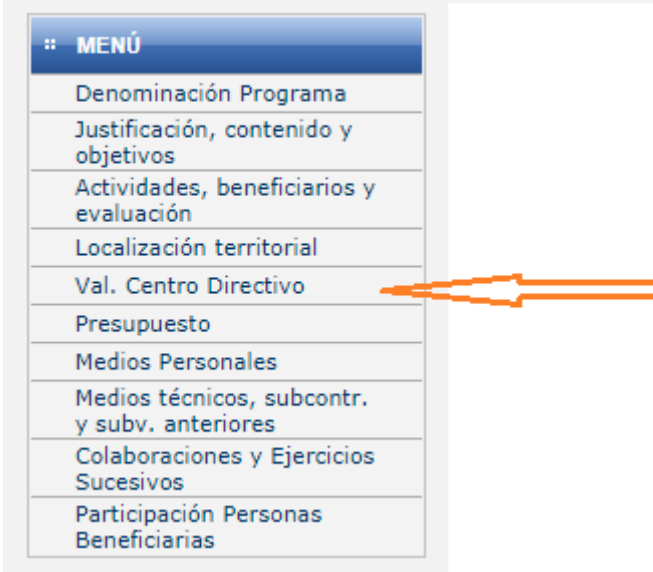 MENÚ
Denominación Programa
Justificación, contenido y
objetivos
Actividades, beneficiarios y
evaluación
Localización territorial
Val. Centro Directivo
Presupuesto
Medios Personales
Medios técnicos, subcontr.
y subv. anteriores
Colaboraciones y Ejercicios
Sucesivos
Participación Personas
Beneficiarias